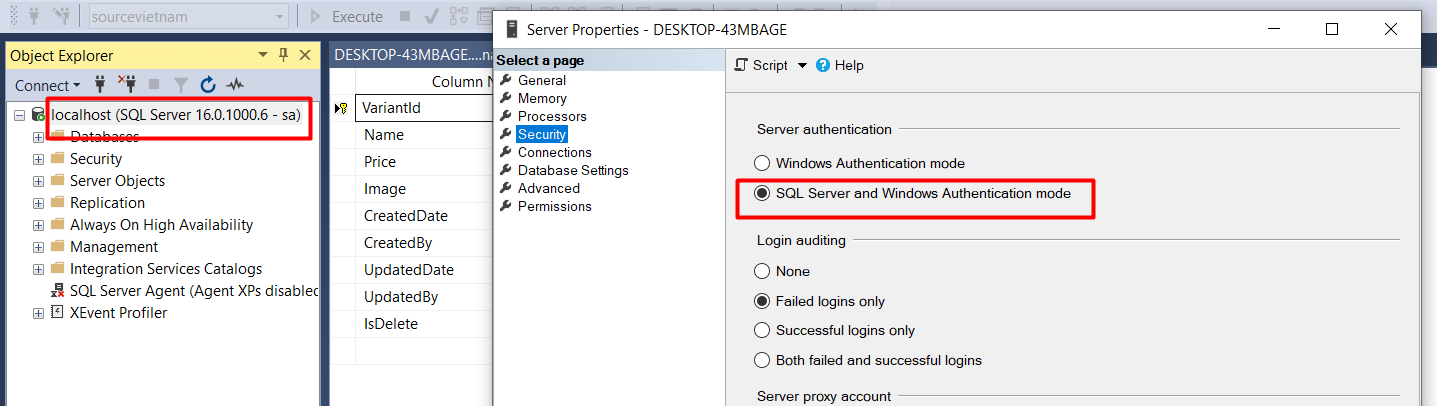 sourcevietnam
Execute
Object Explorer
Connect
localhost (SQL Server 16.0.1000.6 - sa)
Databases
Security
Server Objects
Replication
Always On High Availability
Management
Integration Services Catalogs
SQL Server Agent (Agent XPs disabled
XEvent Profiler
DESKTOP-43MBAGE....na
Column N
VariantId
Name
Price
Image
CreatedDate
CreatedBy
UpdatedDate
UpdatedBy
IsDelete
Server Properties - DESKTOP-43MBAGE
Select a page
General
Memory
Processors
Security
Connections
Database Settings
Advanced
Permissions
Script
Help
Server authentication
Windows Authentication mode
SQL Server and Windows Authentication mode
Login auditing
None
Failed logins only
Successful logins only
Both failed and successful logins
Server proxy account